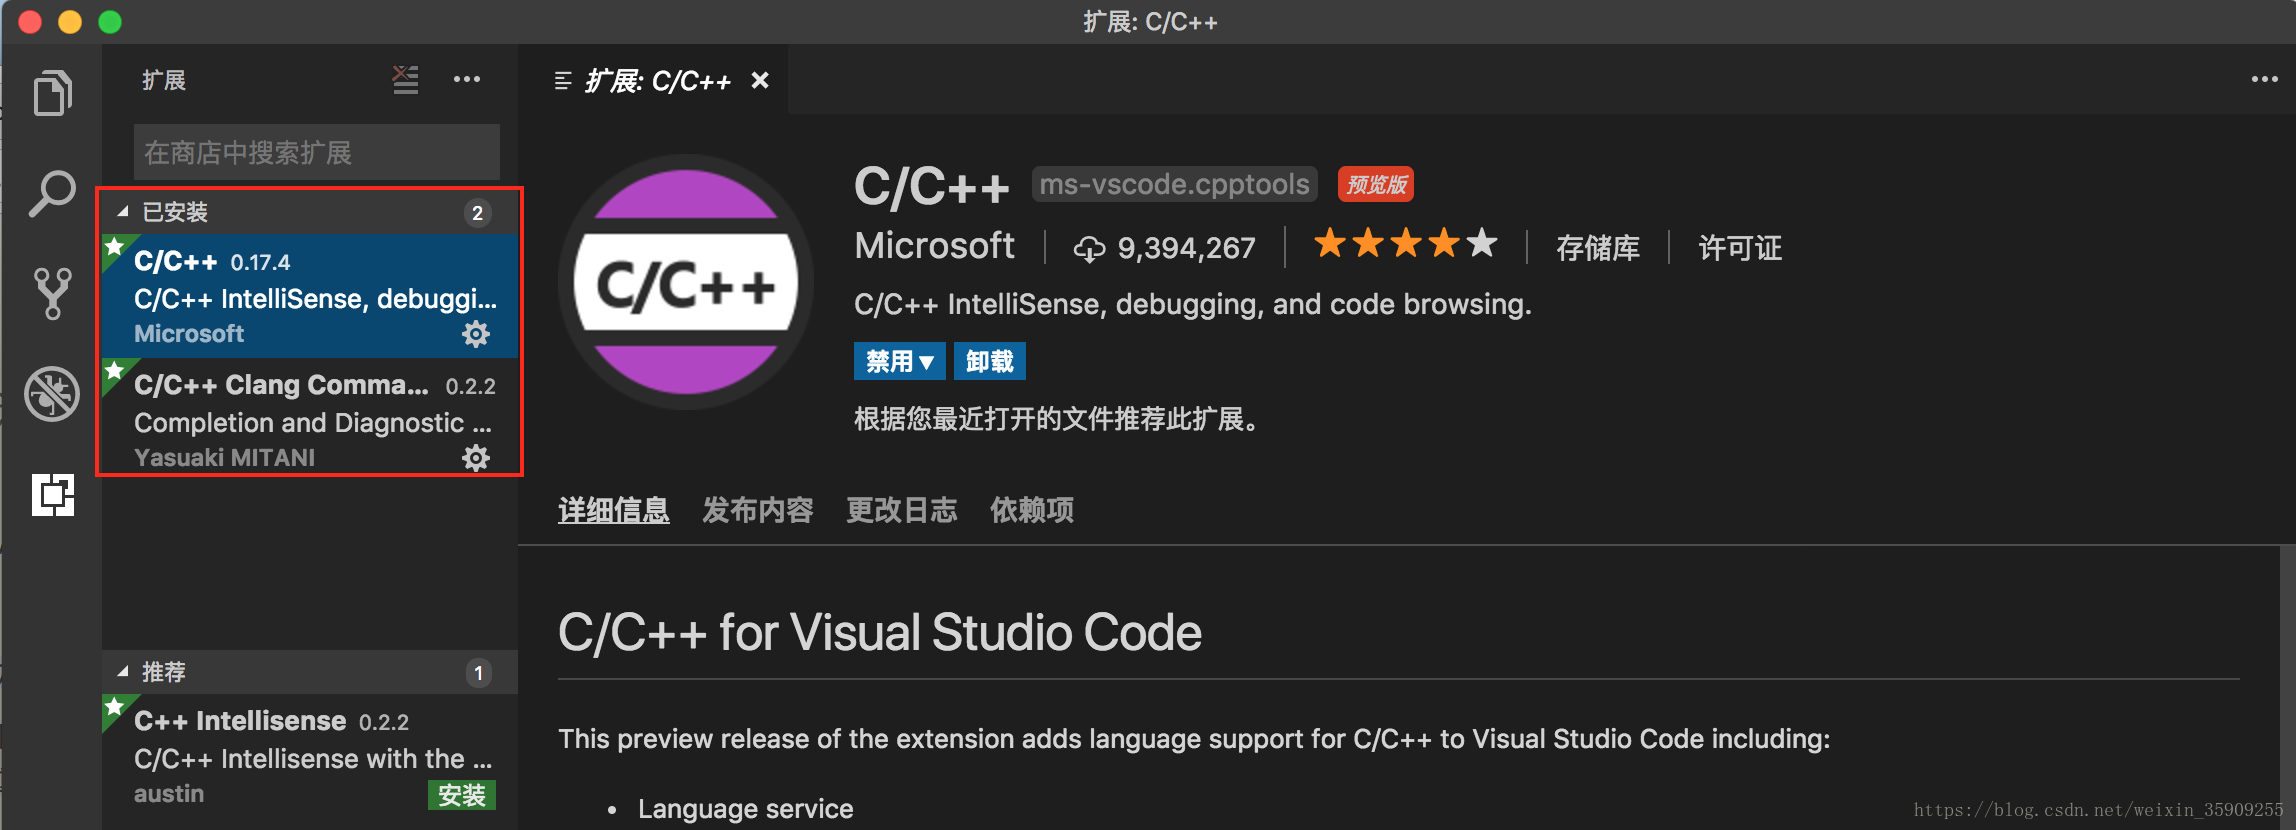 扩展: C/C++
扩展
在商店中搜索扩展
已安装 2
C/C++ 0.17.4
C/C++ IntelliSense, debuggi...
Microsoft
C/C++ Clang Comma... 0.2.2
Completion and Diagnostic ...
Yasuaki MITANI
推荐 1
C++ Intellisense 0.2.2
C/C++ Intellisense with the ...
austin 安装
扩展: C/C++
C/C++
C/C++ ms-vscode.cpptools 预览版
Microsoft 9,394,267 存储库 许可证
C/C++ IntelliSense, debugging, and code browsing.
禁用 卸载
根据您最近打开的文件推荐此扩展。
详细信息 发布内容 更改日志 依赖项
C/C++ for Visual Studio Code
This preview release of the extension adds language support for C/C++ to Visual Studio Code including:
• Language service
https://blog.csdn.net/weixin_35909255